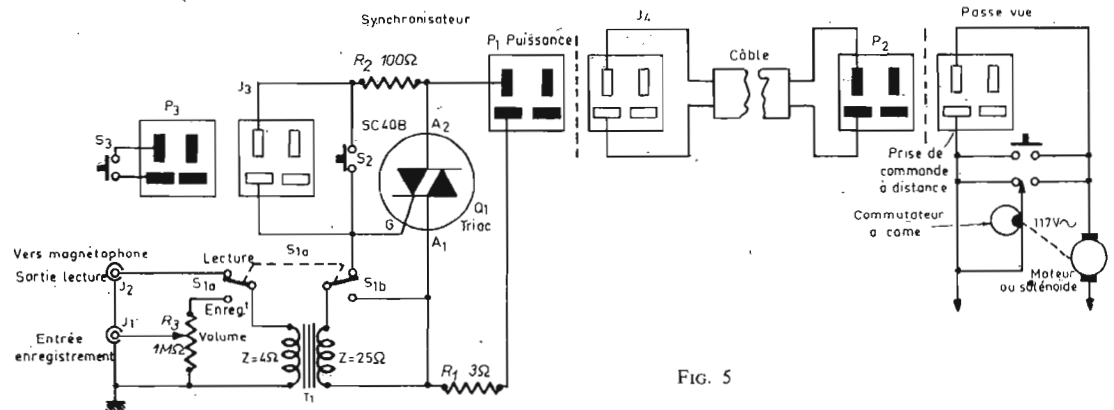 Synchronisateur
J4
Passe vue
P1 Puissance
Câble
P2
R2 100Ω
J3
P3
S3
SC40B
A2
S2
Q1
Triac
G
A1
Prise de
commande
à distance
Commutateur
a came
117V~
Moteur
ou solénoïde
Vers magnétophone
Sortie lecture
J2
Lecture
S1a
S1a
S1b
Enregt
J1
Entrée
enregistrement
R3
1MΩ
Volume
Z=4Ω
Z=25Ω
T1
R1 3Ω
FIG. 5